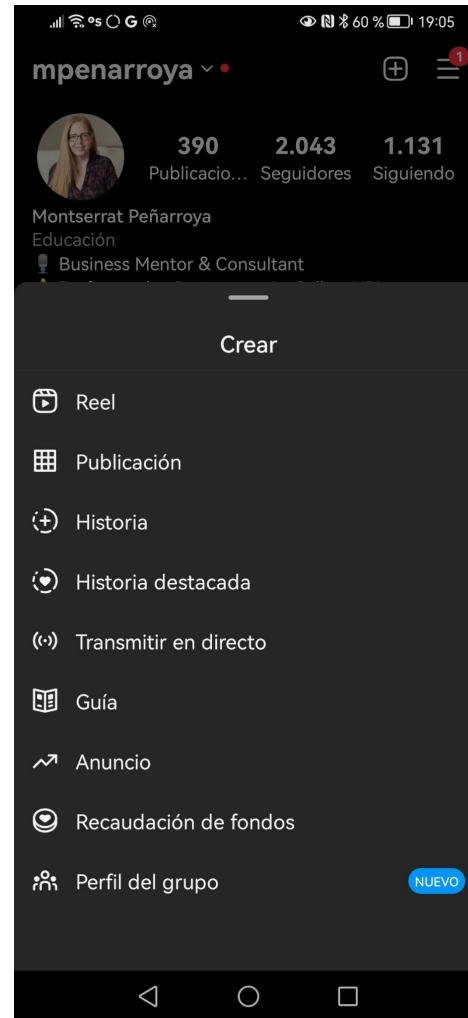 60 % 19:05
mpenarroya
1
390 2.043 1.131
Publicacio... Seguidores Siguiendo
Montserrat Peñarroya
Educación
Business Mentor & Consultant
Crear
Reel
Publicación
Historia
Historia destacada
Transmitir en directo
Guía
Anuncio
Recaudación de fondos
Perfil del grupo NUEVO